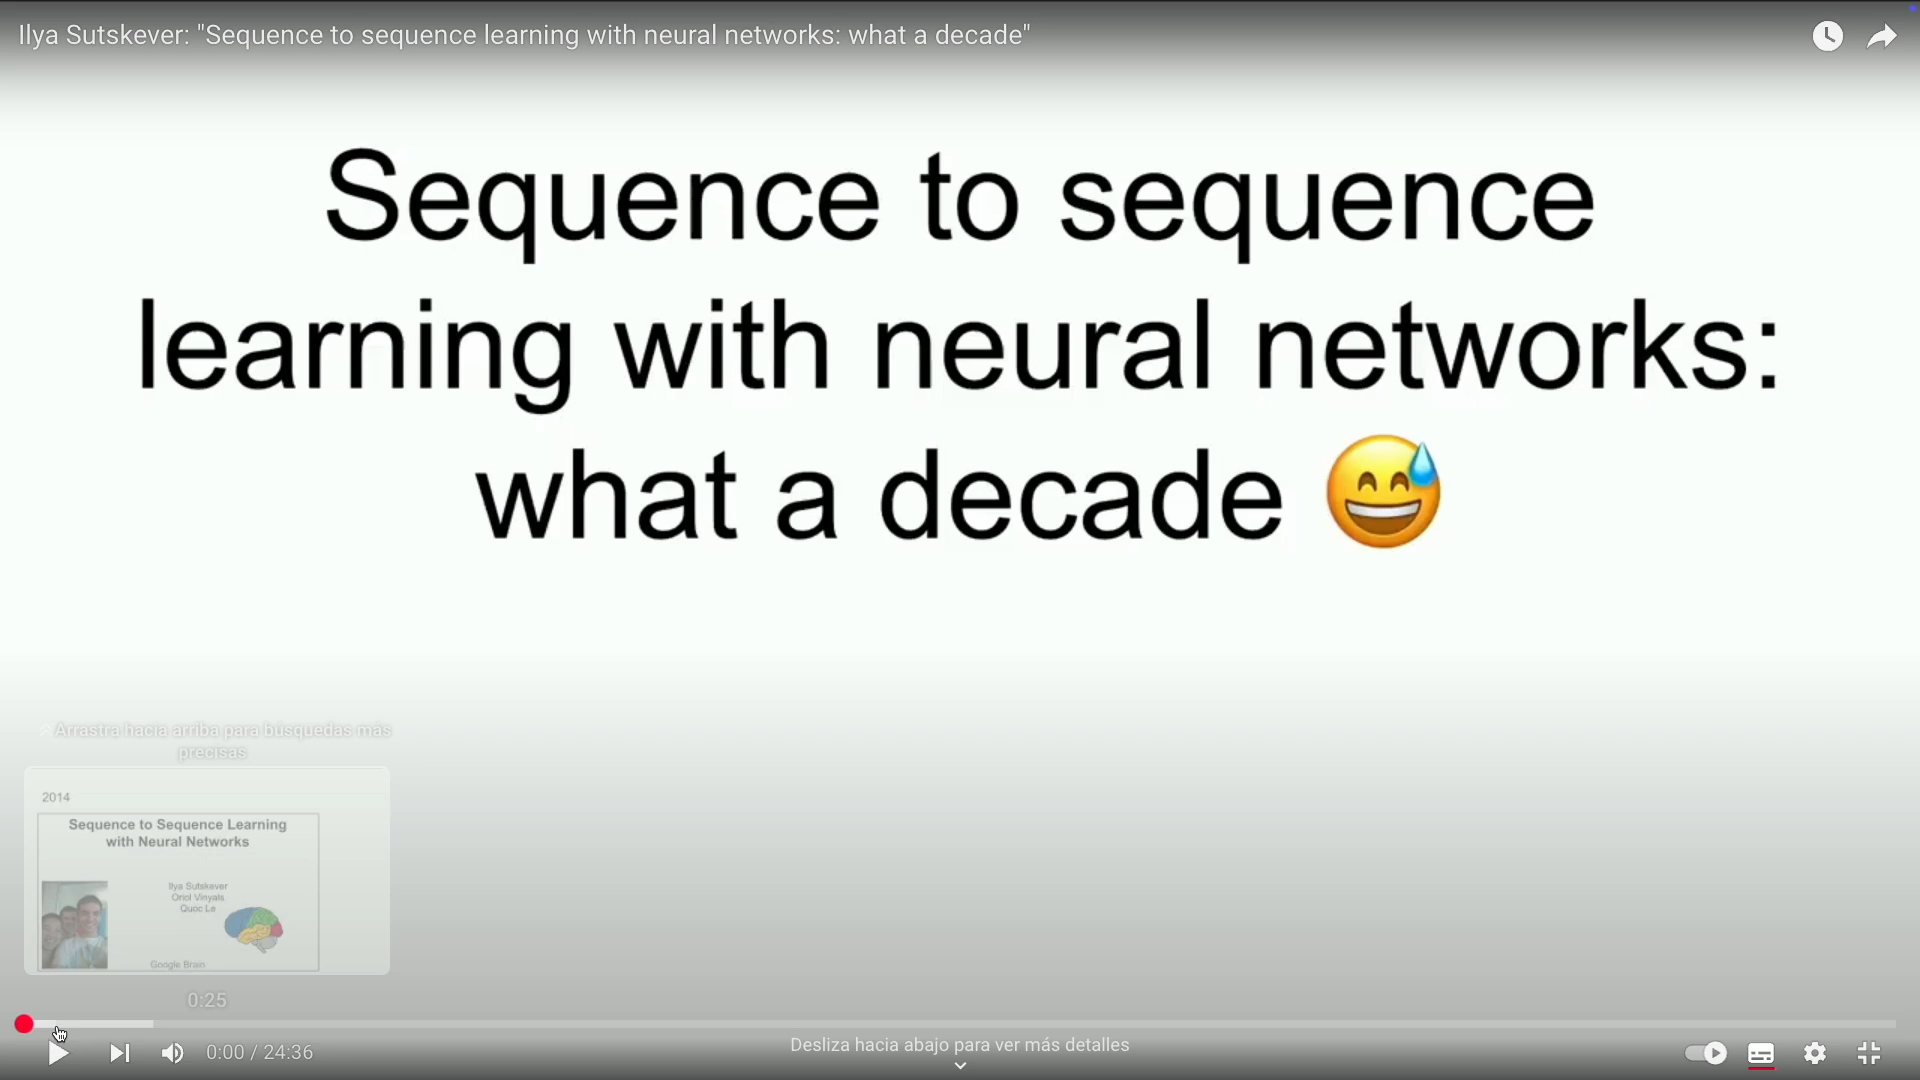 Ilya Sutskever: "Sequence to sequence learning with neural networks: what a decade"
Sequence to sequence
learning with neural networks:
what a decade 😅
Arrastra hacia arriba para búsquedas más
precisas
2014
Sequence to Sequence Learning
with Neural Networks
Ilya Sutskever
Oriol Vinyals
Quoc Le
Google Brain
0:25
0:00 / 24:36
Desliza hacia abajo para ver más detalles